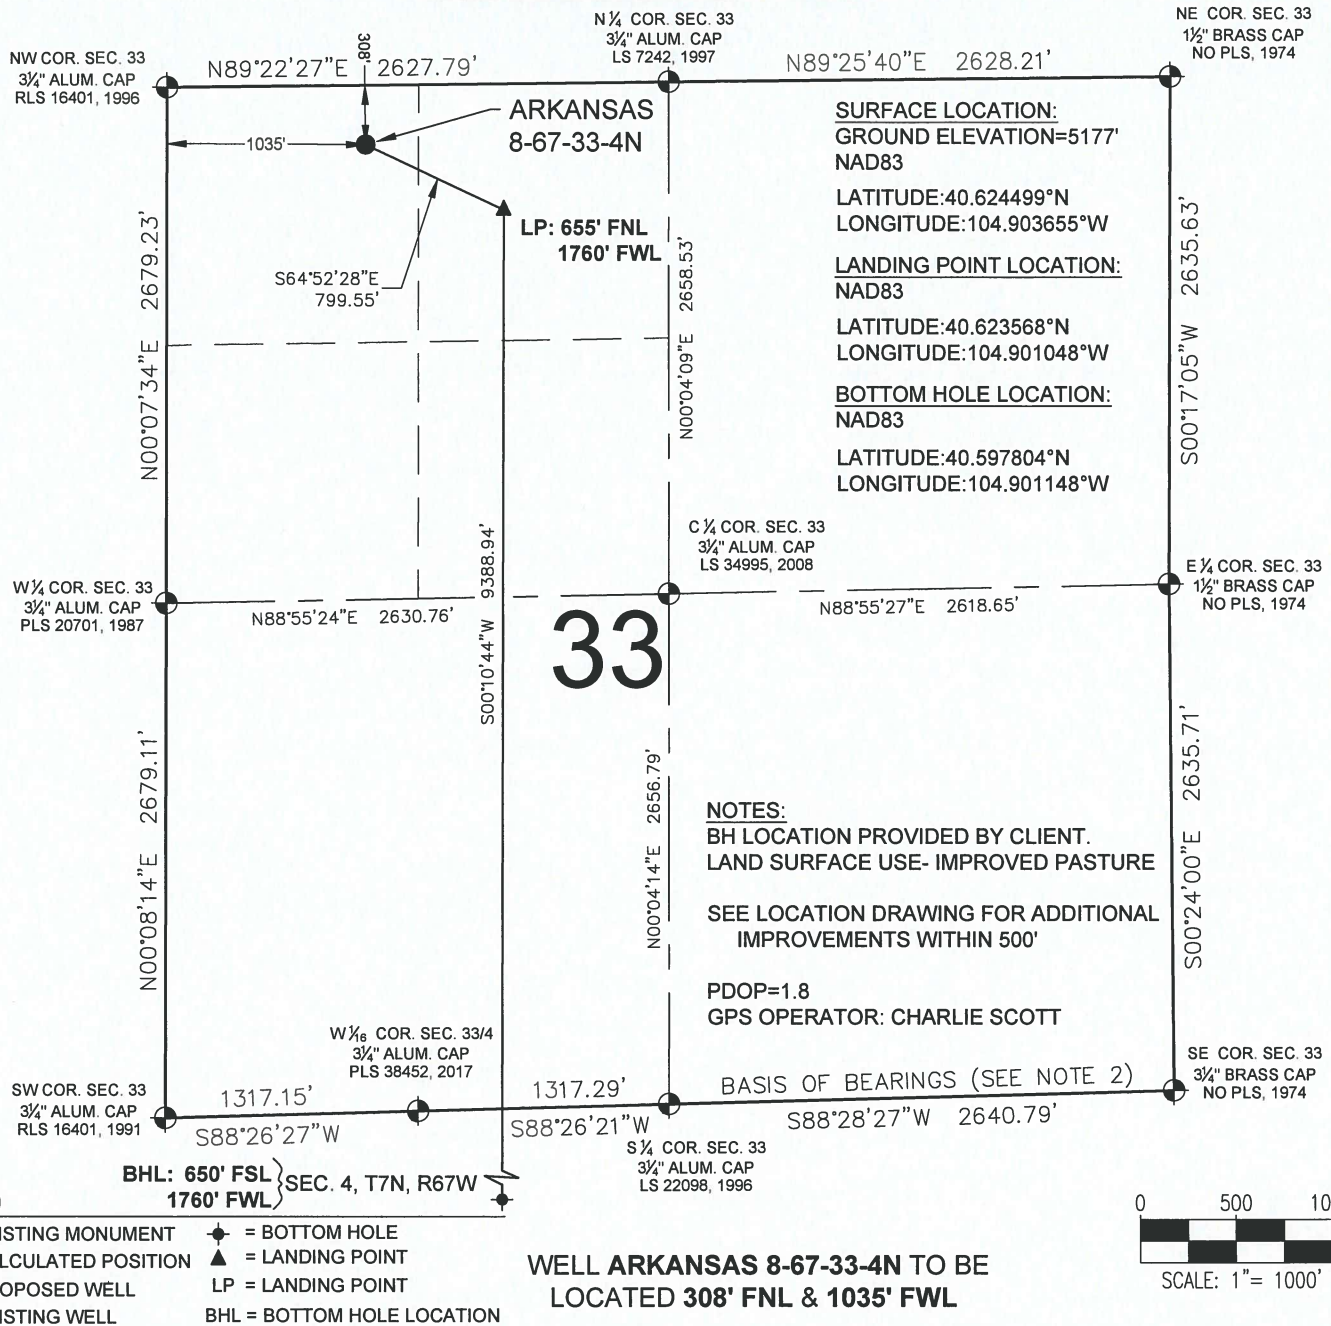 N ¼ COR. SEC. 33
3¼" ALUM. CAP
LS 7242, 1997
NE COR. SEC. 33
1½" BRASS CAP
NO PLS, 1974
NW COR. SEC. 33
3¼" ALUM. CAP
RLS 16401, 1996
N89°22'27"E 2627.79'
308'
N89°25'40"E 2628.21'
ARKANSAS
8-67-33-4N
1035'
LP: 655' FNL
1760' FWL
S64°52'28"E
799.55'
N00°07'34"E 2679.23'
N00°04'09"E 2658.53'
S00°17'05"W 2635.63'
SURFACE LOCATION:
GROUND ELEVATION=5177'
NAD83
LATITUDE:40.624499°N
LONGITUDE:104.903655°W
LANDING POINT LOCATION:
NAD83
LATITUDE:40.623568°N
LONGITUDE:104.901048°W
BOTTOM HOLE LOCATION:
NAD83
LATITUDE:40.597804°N
LONGITUDE:104.901148°W
C ¼ COR. SEC. 33
3¼" ALUM. CAP
LS 34995, 2008
W ¼ COR. SEC. 33
3¼" ALUM. CAP
PLS 20701, 1987
E ¼ COR. SEC. 33
1½" BRASS CAP
NO PLS, 1974
N88°55'24"E 2630.76'
N88°55'27"E 2618.65'
S00°10'44"W 9388.94'
33
N00°08'14"E 2679.11'
N00°04'14"E 2656.79'
S00°24'00"E 2635.71'
NOTES:
BH LOCATION PROVIDED BY CLIENT.
LAND SURFACE USE- IMPROVED PASTURE
SEE LOCATION DRAWING FOR ADDITIONAL
IMPROVEMENTS WITHIN 500'
PDOP=1.8
GPS OPERATOR: CHARLIE SCOTT
W 1/16 COR. SEC. 33/4
3¼" ALUM. CAP
PLS 38452, 2017
SW COR. SEC. 33
3¼" ALUM. CAP
RLS 16401, 1991
SE COR. SEC. 33
3¼" BRASS CAP
NO PLS, 1974
1317.15'
S88°26'27"W
1317.29'
S88°26'21"W
BASIS OF BEARINGS (SEE NOTE 2)
S88°28'27"W 2640.79'
S ¼ COR. SEC. 33
3¼" ALUM. CAP
LS 22098, 1996
BHL: 650' FSL
1760' FWL
SEC. 4, T7N, R67W
ISTING MONUMENT
= BOTTOM HOLE
LCULATED POSITION
= LANDING POINT
OPOSED WELL
LP = LANDING POINT
ISTING WELL
BHL = BOTTOM HOLE LOCATION
WELL ARKANSAS 8-67-33-4N TO BE
LOCATED 308' FNL & 1035' FWL
0 500 10
SCALE: 1"= 1000'